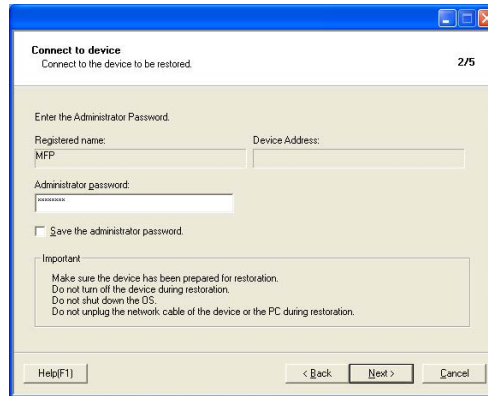 Connect to device
Connect to the device to be restored.
2/5
Enter the Administrator Password.
Registered name:
Device Address:
MFP
Administrator password:
********
Save the administrator password.
Important
Make sure the device has been prepared for restoration.
Do not turn off the device during restoration.
Do not shut down the OS.
Do not unplug the network cable of the device or the PC during restoration.
Help(F1)
< Back
Next >
Cancel